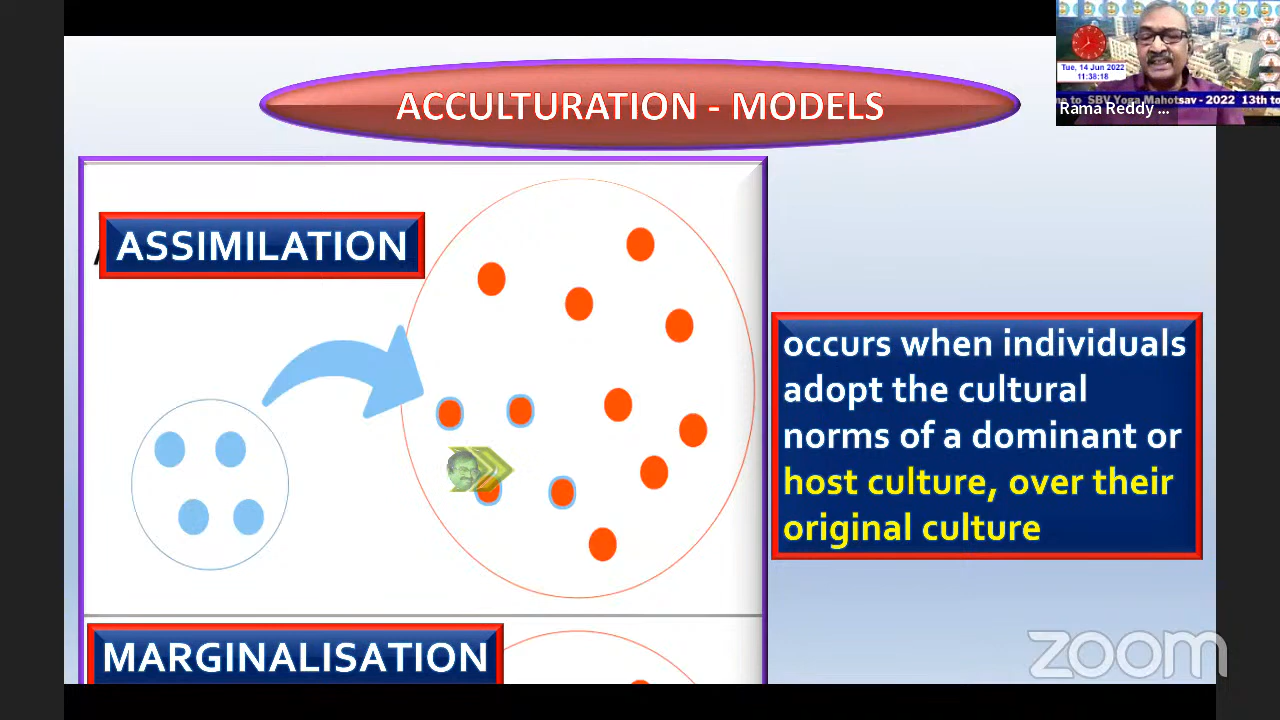 ACCULTURATION - MODELS
Tue, 14 Jun 2022
11:38:18
SBV Yoga Mahotsav - 2022 13th to
Rama Reddy ...
ASSIMILATION
occurs when individuals
adopt the cultural
norms of a dominant or
host culture, over their
original culture
MARGINALISATION
zoom